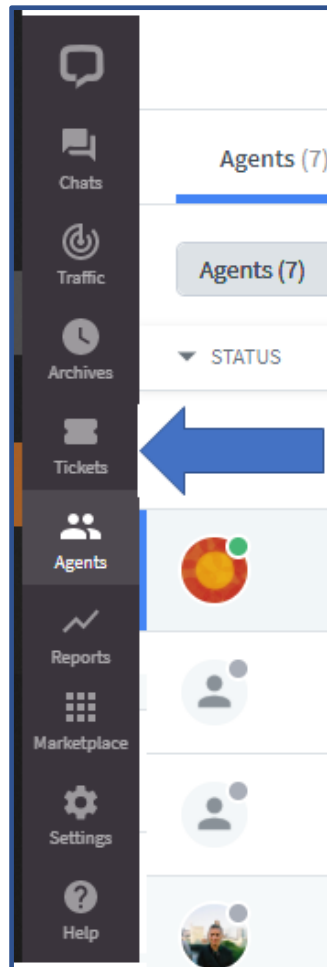 Chats
Traffic
Archives
Tickets
Agents
Reports
Marketplace
Settings
Help
Agents (7)
Agents (7)
STATUS